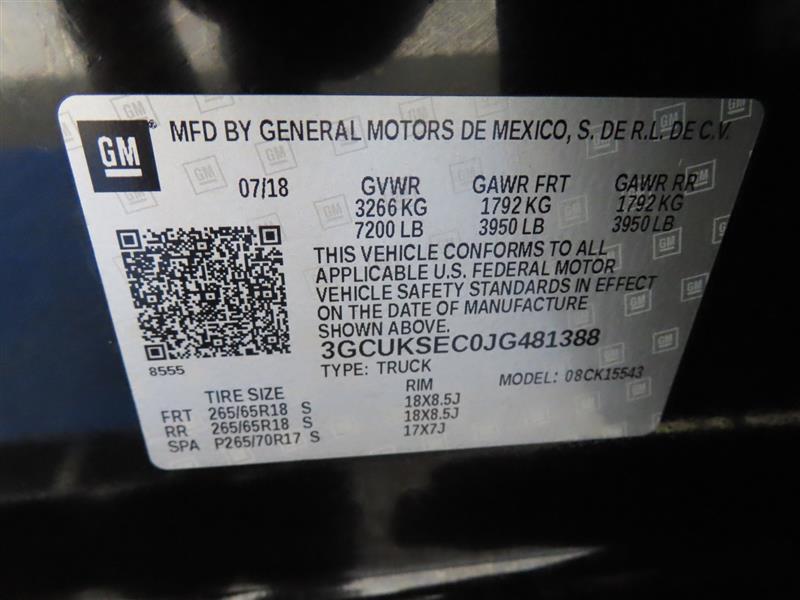 GM® MFD BY GENERAL MOTORS DE MEXICO, S. DE R.L. DE C.V.
07/18 GVWR GAWR FRT GAWR RR
3266 KG 1792 KG 1792 KG
7200 LB 3950 LB 3950 LB
THIS VEHICLE CONFORMS TO ALL
APPLICABLE U.S. FEDERAL MOTOR
VEHICLE SAFETY STANDARDS IN EFFECT
ON THE DATE OF MANUFACTURE
SHOWN ABOVE.
3GCUKSEC0JG481388
8555 TYPE: TRUCK MODEL: 08CK15543
TIRE SIZE RIM
FRT 265/65R18 S 18X8.5J
RR 265/65R18 S 18X8.5J
SPA P265/70R17 S 17X7J